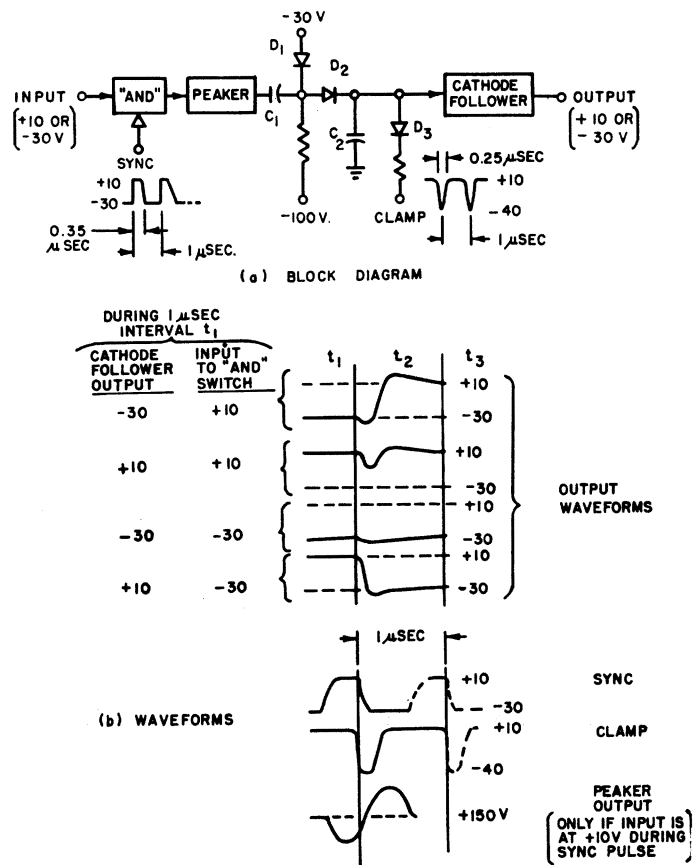 -30 V
D1
D2
INPUT
(+10 OR -30 V)
"AND"
PEAKER
C1
C2
D3
CATHODE FOLLOWER
OUTPUT
(+10 OR -30 V)
SYNC
+10
-30
0.35 μSEC
1 μSEC.
-100 V.
CLAMP
0.25 μSEC
+10
-40
1 μSEC
(a) BLOCK DIAGRAM
DURING 1 μSEC
INTERVAL t1
CATHODE FOLLOWER OUTPUT
INPUT TO "AND" SWITCH
t1 t2 t3
-30 +10
+10
-30
+10 +10
+10
-30
-30 -30
+10
-30
+10 -30
+10
-30
OUTPUT
WAVEFORMS
1 μSEC
+10
-30
SYNC
(b) WAVEFORMS
+10
-40
CLAMP
+150 V
PEAKER
OUTPUT
(ONLY IF INPUT IS
AT +10V DURING
SYNC PULSE)